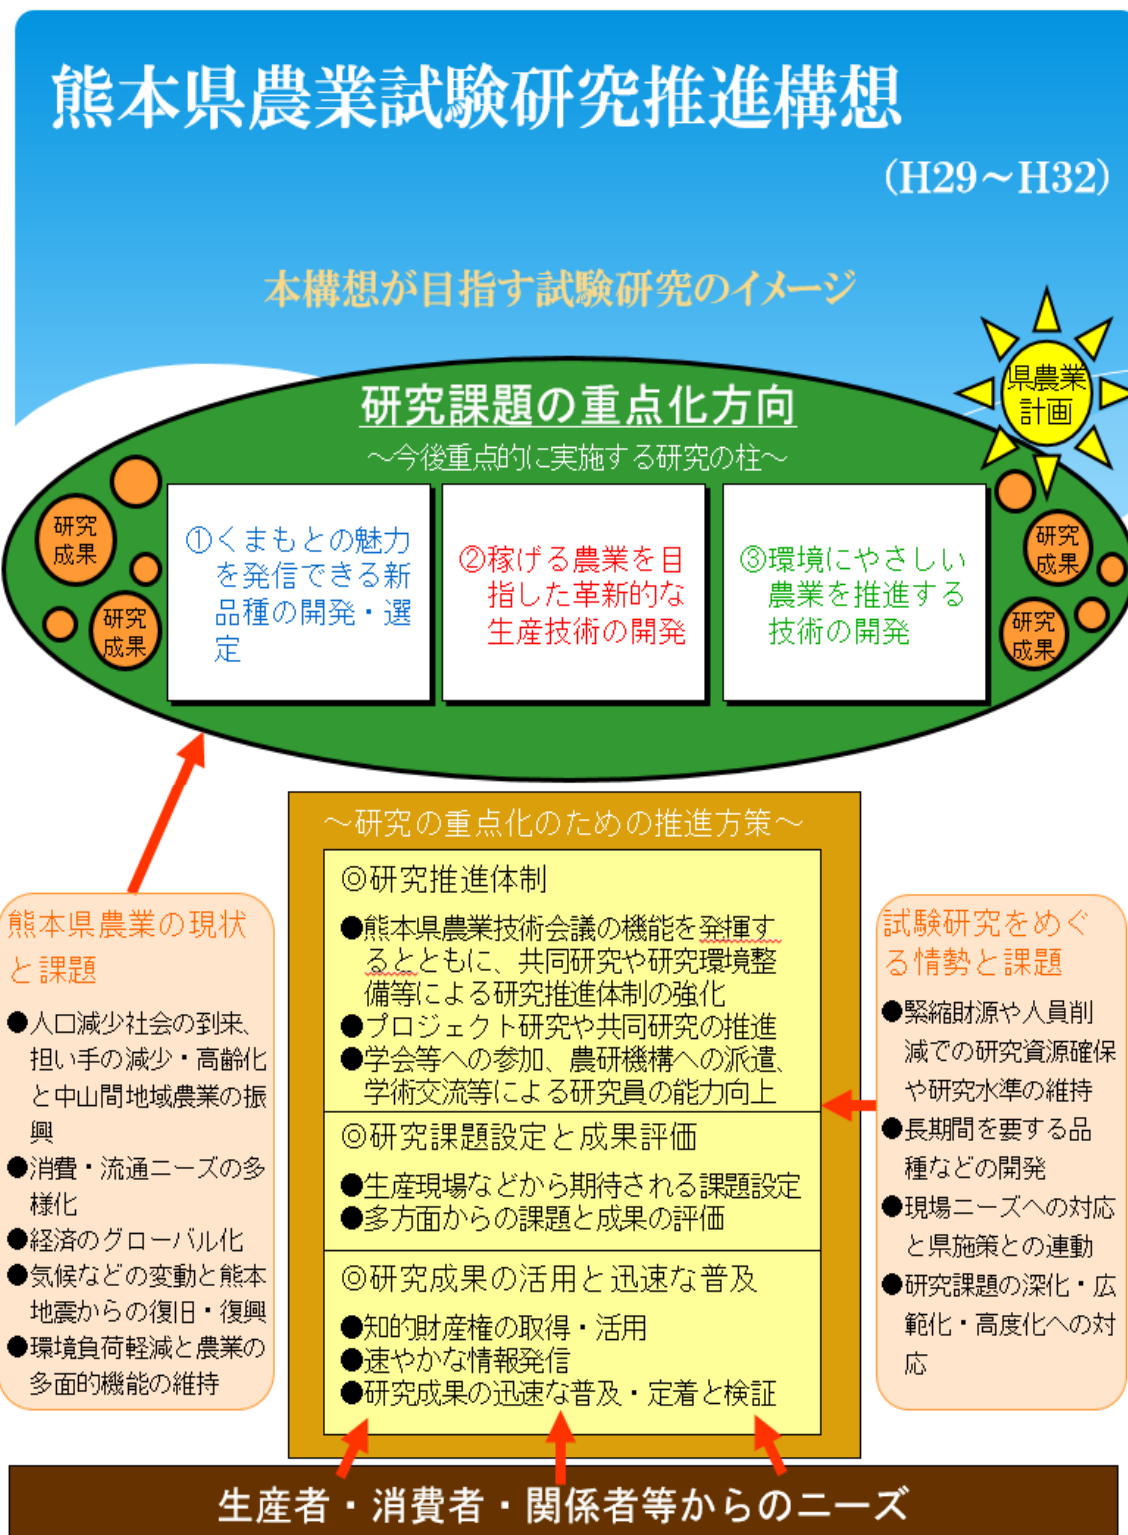 熊本県農業試験研究推進構想
（H29～H32）
本構想が目指す試験研究のイメージ
県農業
計画
研究課題の重点化方向
～今後重点的に実施する研究の柱～
研究
成果
研究
成果
①くまもとの魅力
を発信できる新
品種の開発・選
定
②稼げる農業を目
指した革新的な
生産技術の開発
③環境にやさしい
農業を推進する
技術の開発
研究
成果
研究
成果
～研究の重点化のための推進方策～
◎研究推進体制
●熊本県農業技術会議の機能を発揮す
るとともに、共同研究や研究環境整
備等による研究推進体制の強化
●プロジェクト研究や共同研究の推進
●学会等への参加、農研機構への派遣、
学術交流等による研究員の能力向上
◎研究課題設定と成果評価
●生産現場などから期待される課題設定
●多方面からの課題と成果の評価
◎研究成果の活用と迅速な普及
●知的財産権の取得・活用
●速やかな情報発信
●研究成果の迅速な普及・定着と検証
熊本県農業の現状
と課題
●人口減少社会の到来、
担い手の減少・高齢化
と中山間地域農業の振
興
●消費・流通ニーズの多
様化
●経済のグローバル化
●気候などの変動と熊本
地震からの復旧・復興
●環境負荷軽減と農業の
多面的機能の維持
試験研究をめぐ
る情勢と課題
●緊縮財源や人員削
減での研究資源確保
や研究水準の維持
●長期間を要する品
種などの開発
●現場ニーズへの対応
と県施策との連動
●研究課題の深化・広
範化・高度化への対
応
生産者・消費者・関係者等からのニーズ